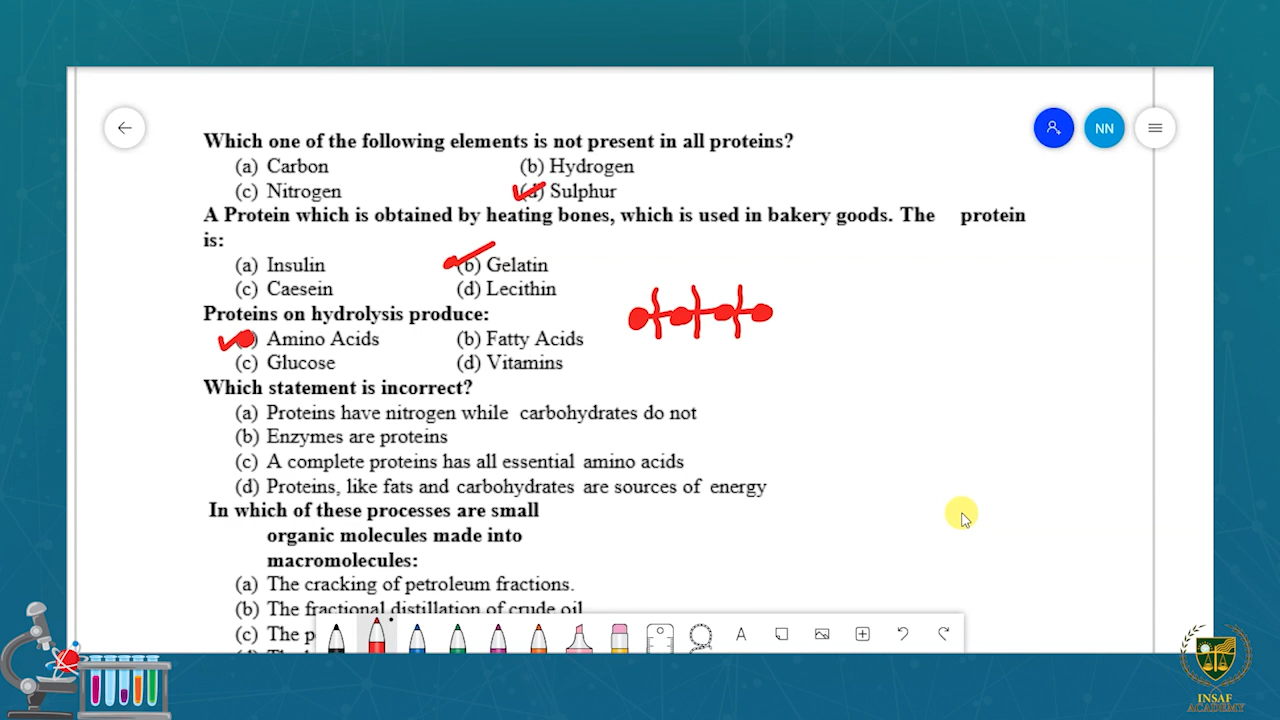 Which one of the following elements is not present in all proteins?
(a) Carbon (b) Hydrogen
(c) Nitrogen (d) Sulphur
A Protein which is obtained by heating bones, which is used in bakery goods. The protein
is:
(a) Insulin (b) Gelatin
(c) Caesein (d) Lecithin
Proteins on hydrolysis produce:
Amino Acids (b) Fatty Acids
(c) Glucose (d) Vitamins
Which statement is incorrect?
(a) Proteins have nitrogen while carbohydrates do not
(b) Enzymes are proteins
(c) A complete proteins has all essential amino acids
(d) Proteins, like fats and carbohydrates are sources of energy
In which of these processes are small
organic molecules made into
macromolecules:
(a) The cracking of petroleum fractions.
(b) The fractional distillation of crude oil
(c) The
NN
A
INSAF
ACADEMY